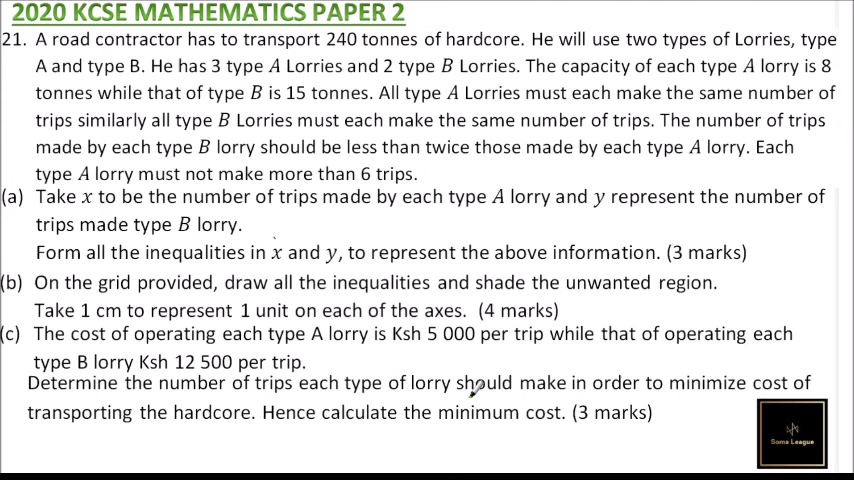 2020 KCSE MATHEMATICS PAPER 2
21. A road contractor has to transport 240 tonnes of hardcore. He will use two types of Lorries, type
A and type B. He has 3 type A Lorries and 2 type B Lorries. The capacity of each type A lorry is 8
tonnes while that of type B is 15 tonnes. All type A Lorries must each make the same number of
trips similarly all type B Lorries must each make the same number of trips. The number of trips
made by each type B lorry should be less than twice those made by each type A lorry. Each
type A lorry must not make more than 6 trips.
(a) Take x to be the number of trips made by each type A lorry and y represent the number of
trips made type B lorry.
Form all the inequalities in x and y, to represent the above information. (3 marks)
(b) On the grid provided, draw all the inequalities and shade the unwanted region.
Take 1 cm to represent 1 unit on each of the axes. (4 marks)
(c) The cost of operating each type A lorry is Ksh 5 000 per trip while that of operating each
type B lorry Ksh 12 500 per trip.
Determine the number of trips each type of lorry should make in order to minimize cost of
transporting the hardcore. Hence calculate the minimum cost. (3 marks)
Soma League